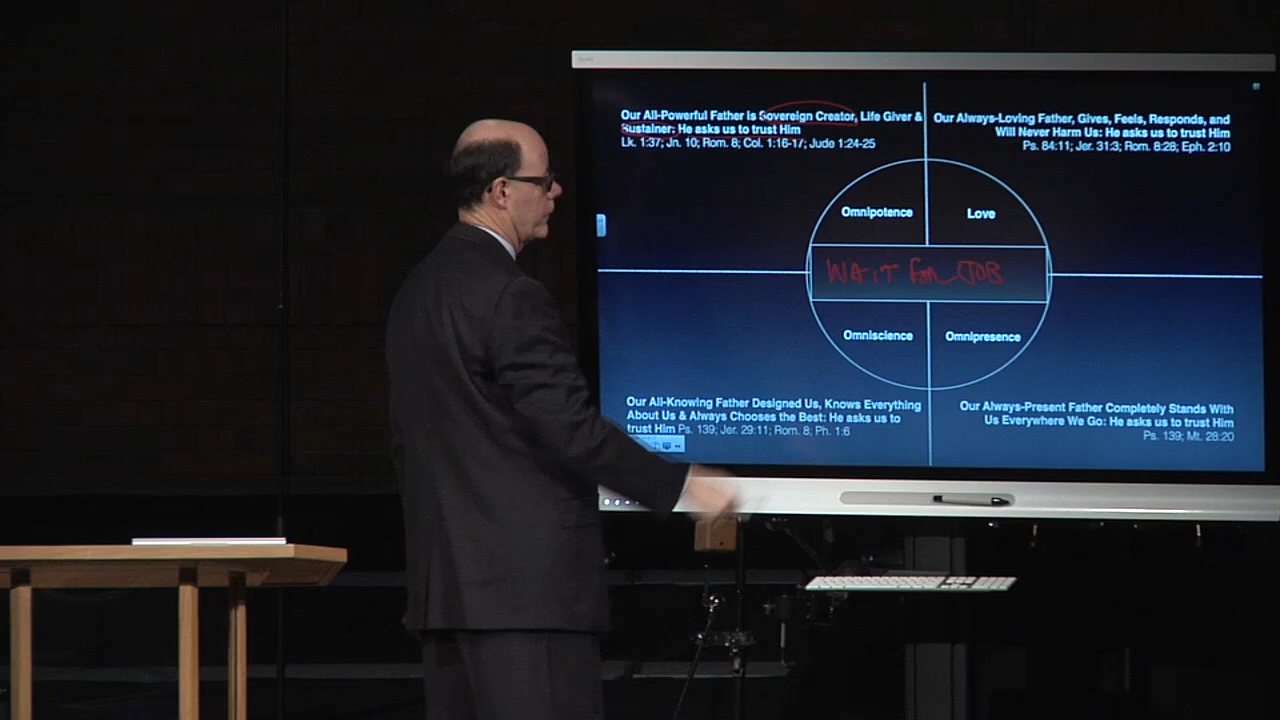 Our All-Powerful Father is Sovereign Creator, Life Giver &
Sustainer: He asks us to trust Him
Lk. 1:37; Jn. 10; Rom. 8; Col. 1:16-17; Jude 1:24-25
Our Always-Loving Father, Gives, Feels, Responds, and
Will Never Harm Us: He asks us to trust Him
Ps. 84:11; Jer. 31:3; Rom. 8:28; Eph. 2:10
Omnipotence
Love
WAIT for JOB
Omniscience
Omnipresence
Our All-Knowing Father Designed Us, Knows Everything
About Us & Always Chooses the Best: He asks us to
trust Him Ps. 139; Jer. 29:11; Rom. 8; Ph. 1:6
Our Always-Present Father Completely Stands With
Us Everywhere We Go: He asks us to trust Him
Ps. 139; Mt. 28:20